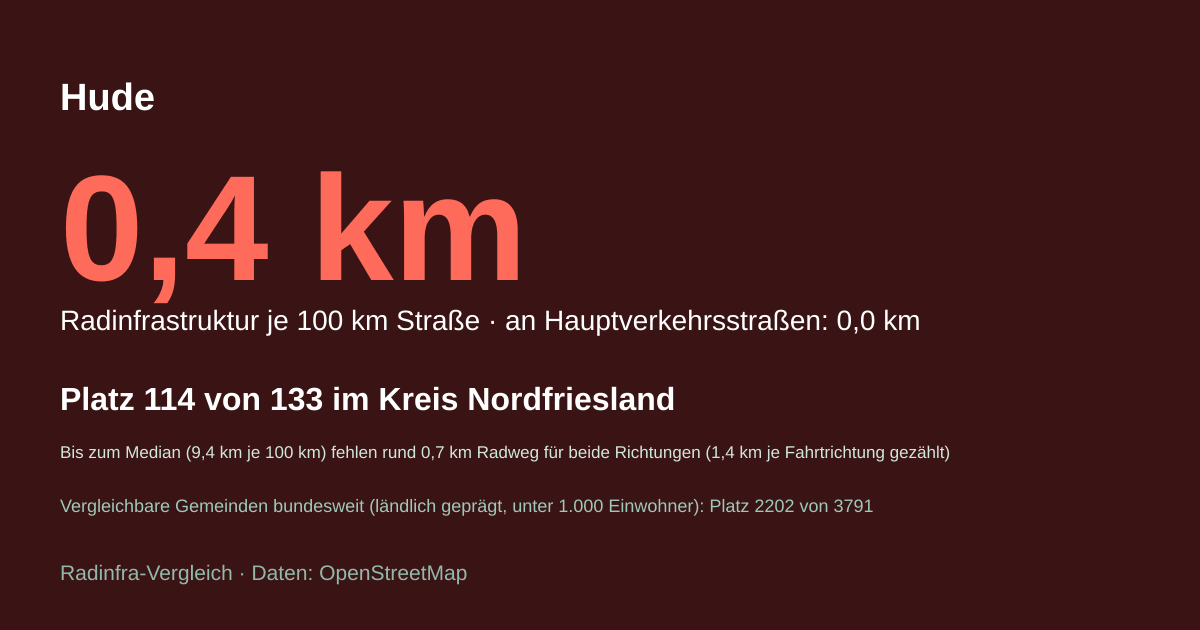 Hude
0,4 km
Radinfrastruktur je 100 km Straße · an Hauptverkehrsstraßen: 0,0 km
Platz 114 von 133 im Kreis Nordfriesland
Bis zum Median (9,4 km je 100 km) fehlen rund 0,7 km Radweg für beide Richtungen (1,4 km je Fahrtrichtung gezählt)
Vergleichbare Gemeinden bundesweit (ländlich geprägt, unter 1.000 Einwohner): Platz 2202 von 3791
Radinfra-Vergleich · Daten: OpenStreetMap